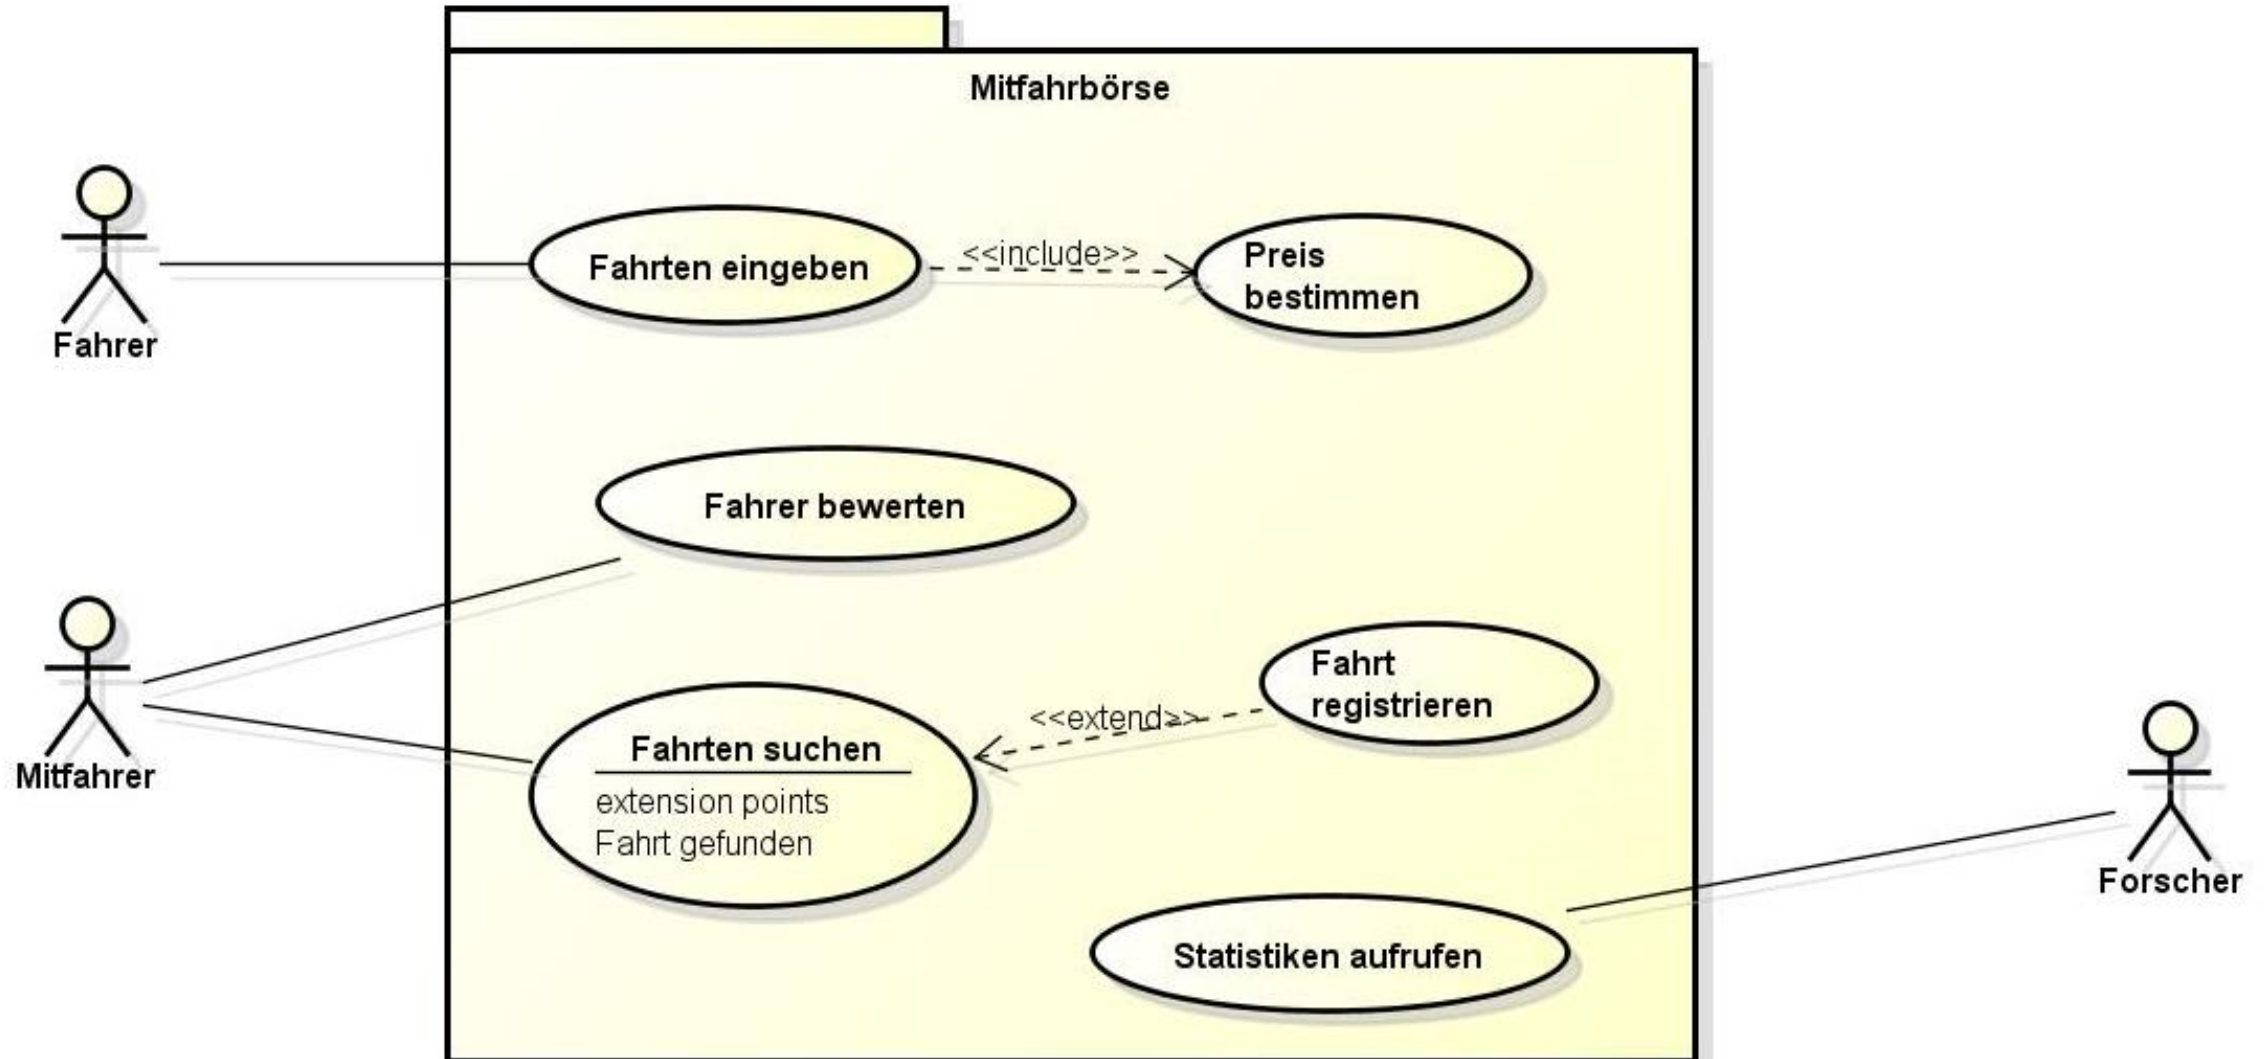 Mitfahrbörse
Fahrer
Fahrten eingeben
<<include>>
Preis
bestimmen
Fahrer bewerten
Mitfahrer
Fahrten suchen
extension points
Fahrt gefunden
<<extend>>
Fahrt
registrieren
Statistiken aufrufen
Forscher